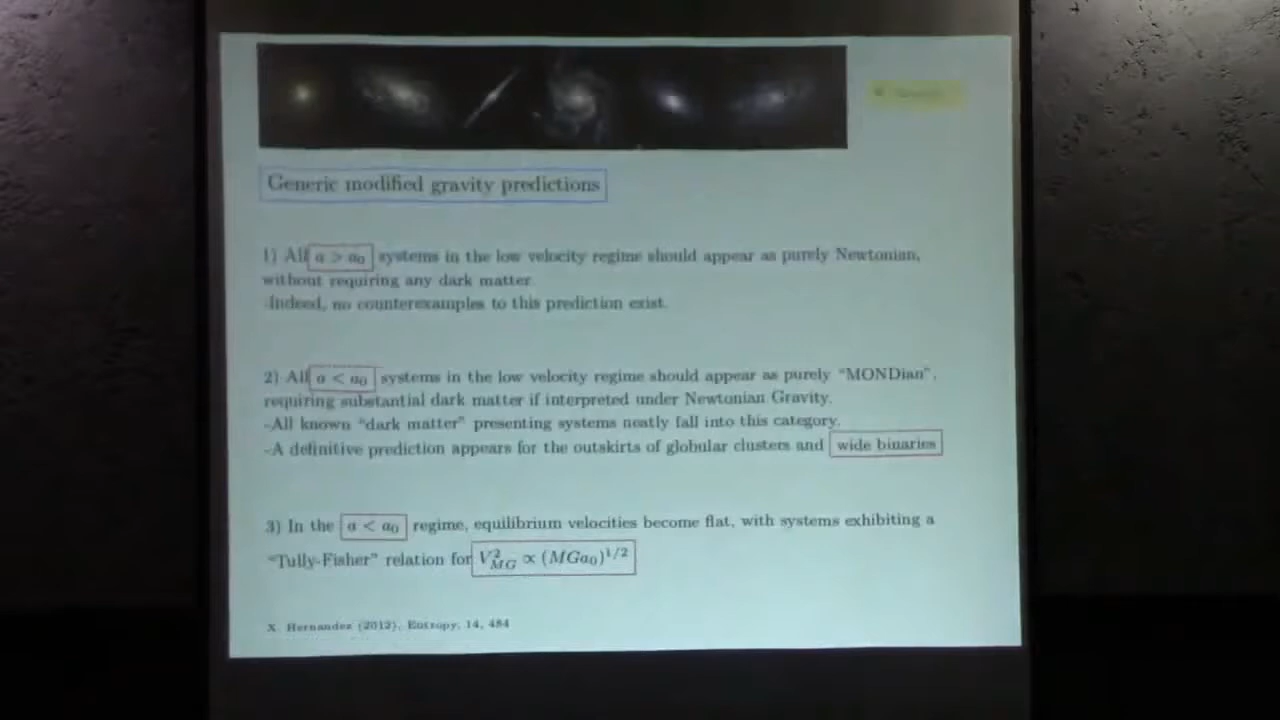 Generic modified gravity predictions
1) All a > a₀ systems in the low velocity regime should appear as purely Newtonian,
without requiring any dark matter
-Indeed, no counterexamples to this prediction exist.
2) All a < a₀ systems in the low velocity regime should appear as purely “MONDian”,
requiring substantial dark matter if interpreted under Newtonian Gravity.
-All known “dark matter” presenting systems neatly fall into this category.
-A definitive prediction appears for the outskirts of globular clusters and wide binaries
3) In the a < a₀ regime, equilibrium velocities become flat, with systems exhibiting a
“Tully-Fisher” relation for V²_MG ∝ (MGa₀)^1/2
X. Hernandez (2012), Entropy, 14, 484